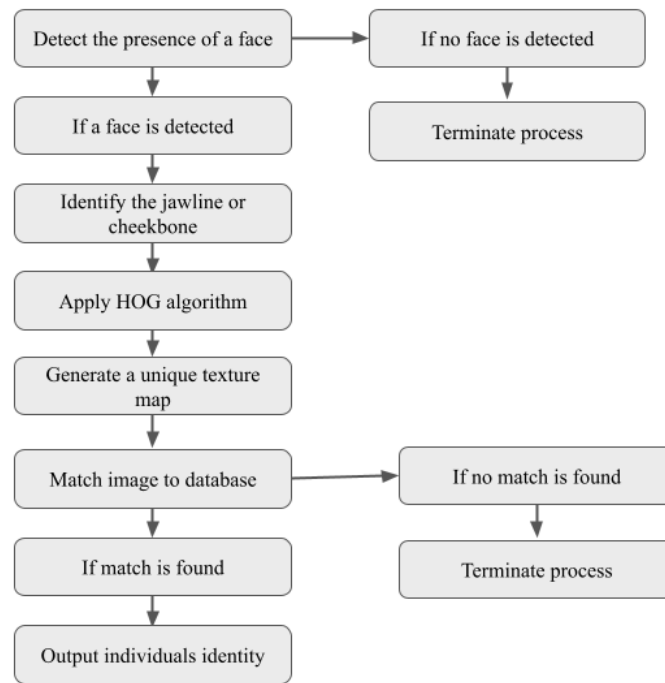 Detect the presence of a face
If no face is detected
If a face is detected
Terminate process
Identify the jawline or
cheekbone
Apply HOG algorithm
Generate a unique texture
map
Match image to database
If no match is found
If match is found
Terminate process
Output individuals identity